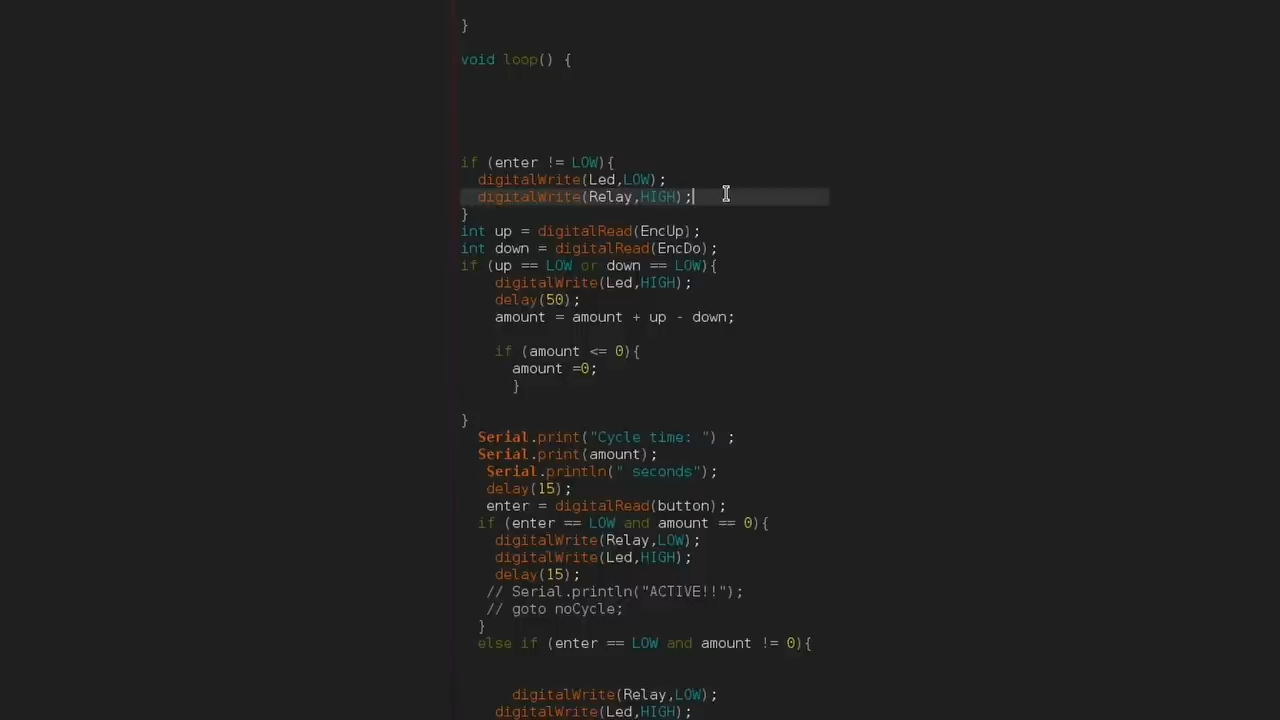 }
void loop() {
if (enter != LOW){
digitalWrite(Led,LOW);
digitalWrite(Relay,HIGH);
}
int up = digitalRead(EncUp);
int down = digitalRead(EncDo);
if (up == LOW or down == LOW){
digitalWrite(Led,HIGH);
delay(50);
amount = amount + up - down;
if (amount <= 0){
amount =0;
}
}
Serial.print("Cycle time: ") ;
Serial.print(amount);
Serial.println(" seconds");
delay(15);
enter = digitalRead(button);
if (enter == LOW and amount == 0){
digitalWrite(Relay,LOW);
digitalWrite(Led,HIGH);
delay(15);
// Serial.println("ACTIVE!!");
// goto noCycle;
}
else if (enter == LOW and amount != 0){
digitalWrite(Relay,LOW);
digitalWrite(Led,HIGH);